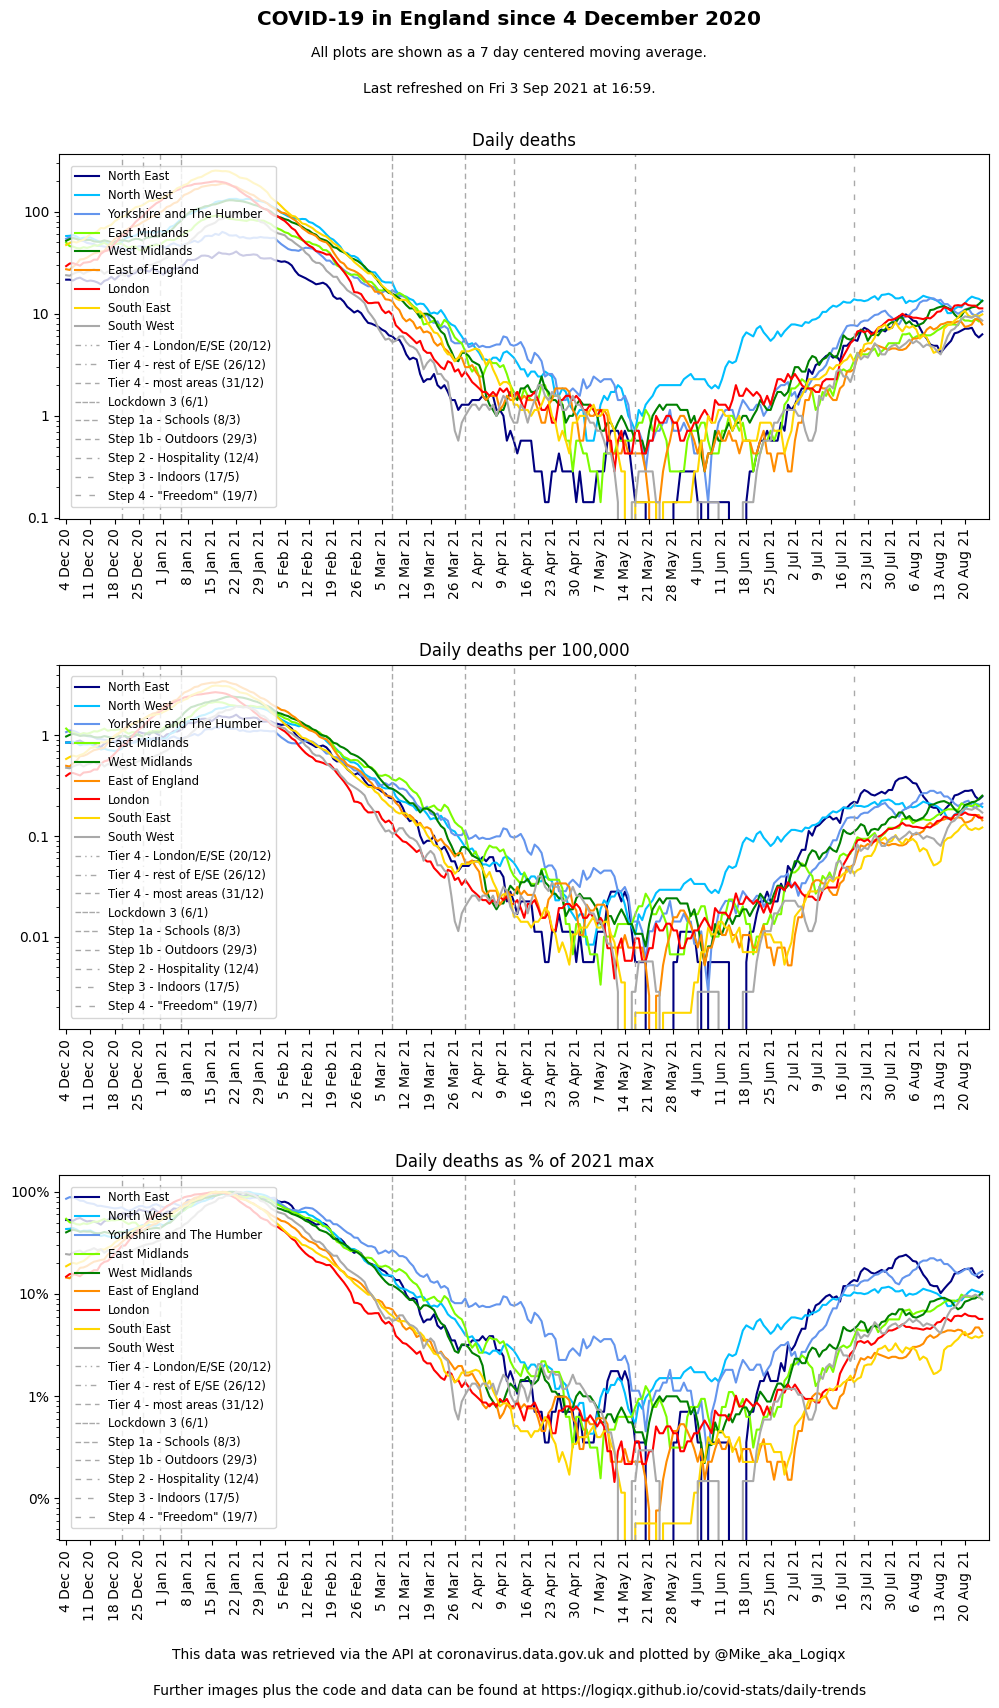 COVID-19 in England since 4 December 2020
All plots are shown as a 7 day centered moving average.
Last refreshed on Fri 3 Sep 2021 at 16:59.
Daily deaths
100
10
1
0.1
North East
North West
Yorkshire and The Humber
East Midlands
West Midlands
East of England
London
South East
South West
Tier 4 - London/E/SE (20/12)
Tier 4 - rest of E/SE (26/12)
Tier 4 - most areas (31/12)
Lockdown 3 (6/1)
Step 1a - Schools (8/3)
Step 1b - Outdoors (29/3)
Step 2 - Hospitality (12/4)
Step 3 - Indoors (17/5)
Step 4 - "Freedom" (19/7)
4 Dec 20
11 Dec 20
18 Dec 20
25 Dec 20
1 Jan 21
8 Jan 21
15 Jan 21
22 Jan 21
29 Jan 21
5 Feb 21
12 Feb 21
19 Feb 21
26 Feb 21
5 Mar 21
12 Mar 21
19 Mar 21
26 Mar 21
2 Apr 21
9 Apr 21
16 Apr 21
23 Apr 21
30 Apr 21
7 May 21
14 May 21
21 May 21
28 May 21
4 Jun 21
11 Jun 21
18 Jun 21
25 Jun 21
2 Jul 21
9 Jul 21
16 Jul 21
23 Jul 21
30 Jul 21
6 Aug 21
13 Aug 21
20 Aug 21
Daily deaths per 100,000
1
0.1
0.01
North East
North West
Yorkshire and The Humber
East Midlands
West Midlands
East of England
London
South East
South West
Tier 4 - London/E/SE (20/12)
Tier 4 - rest of E/SE (26/12)
Tier 4 - most areas (31/12)
Lockdown 3 (6/1)
Step 1a - Schools (8/3)
Step 1b - Outdoors (29/3)
Step 2 - Hospitality (12/4)
Step 3 - Indoors (17/5)
Step 4 - "Freedom" (19/7)
4 Dec 20
11 Dec 20
18 Dec 20
25 Dec 20
1 Jan 21
8 Jan 21
15 Jan 21
22 Jan 21
29 Jan 21
5 Feb 21
12 Feb 21
19 Feb 21
26 Feb 21
5 Mar 21
12 Mar 21
19 Mar 21
26 Mar 21
2 Apr 21
9 Apr 21
16 Apr 21
23 Apr 21
30 Apr 21
7 May 21
14 May 21
21 May 21
28 May 21
4 Jun 21
11 Jun 21
18 Jun 21
25 Jun 21
2 Jul 21
9 Jul 21
16 Jul 21
23 Jul 21
30 Jul 21
6 Aug 21
13 Aug 21
20 Aug 21
Daily deaths as % of 2021 max
100%
10%
1%
0%
North East
North West
Yorkshire and The Humber
East Midlands
West Midlands
East of England
London
South East
South West
Tier 4 - London/E/SE (20/12)
Tier 4 - rest of E/SE (26/12)
Tier 4 - most areas (31/12)
Lockdown 3 (6/1)
Step 1a - Schools (8/3)
Step 1b - Outdoors (29/3)
Step 2 - Hospitality (12/4)
Step 3 - Indoors (17/5)
Step 4 - "Freedom" (19/7)
4 Dec 20
11 Dec 20
18 Dec 20
25 Dec 20
1 Jan 21
8 Jan 21
15 Jan 21
22 Jan 21
29 Jan 21
5 Feb 21
12 Feb 21
19 Feb 21
26 Feb 21
5 Mar 21
12 Mar 21
19 Mar 21
26 Mar 21
2 Apr 21
9 Apr 21
16 Apr 21
23 Apr 21
30 Apr 21
7 May 21
14 May 21
21 May 21
28 May 21
4 Jun 21
11 Jun 21
18 Jun 21
25 Jun 21
2 Jul 21
9 Jul 21
16 Jul 21
23 Jul 21
30 Jul 21
6 Aug 21
13 Aug 21
20 Aug 21
This data was retrieved via the API at coronavirus.data.gov.uk and plotted by @Mike_aka_Logiqx
Further images plus the code and data can be found at https://logiqx.github.io/covid-stats/daily-trends